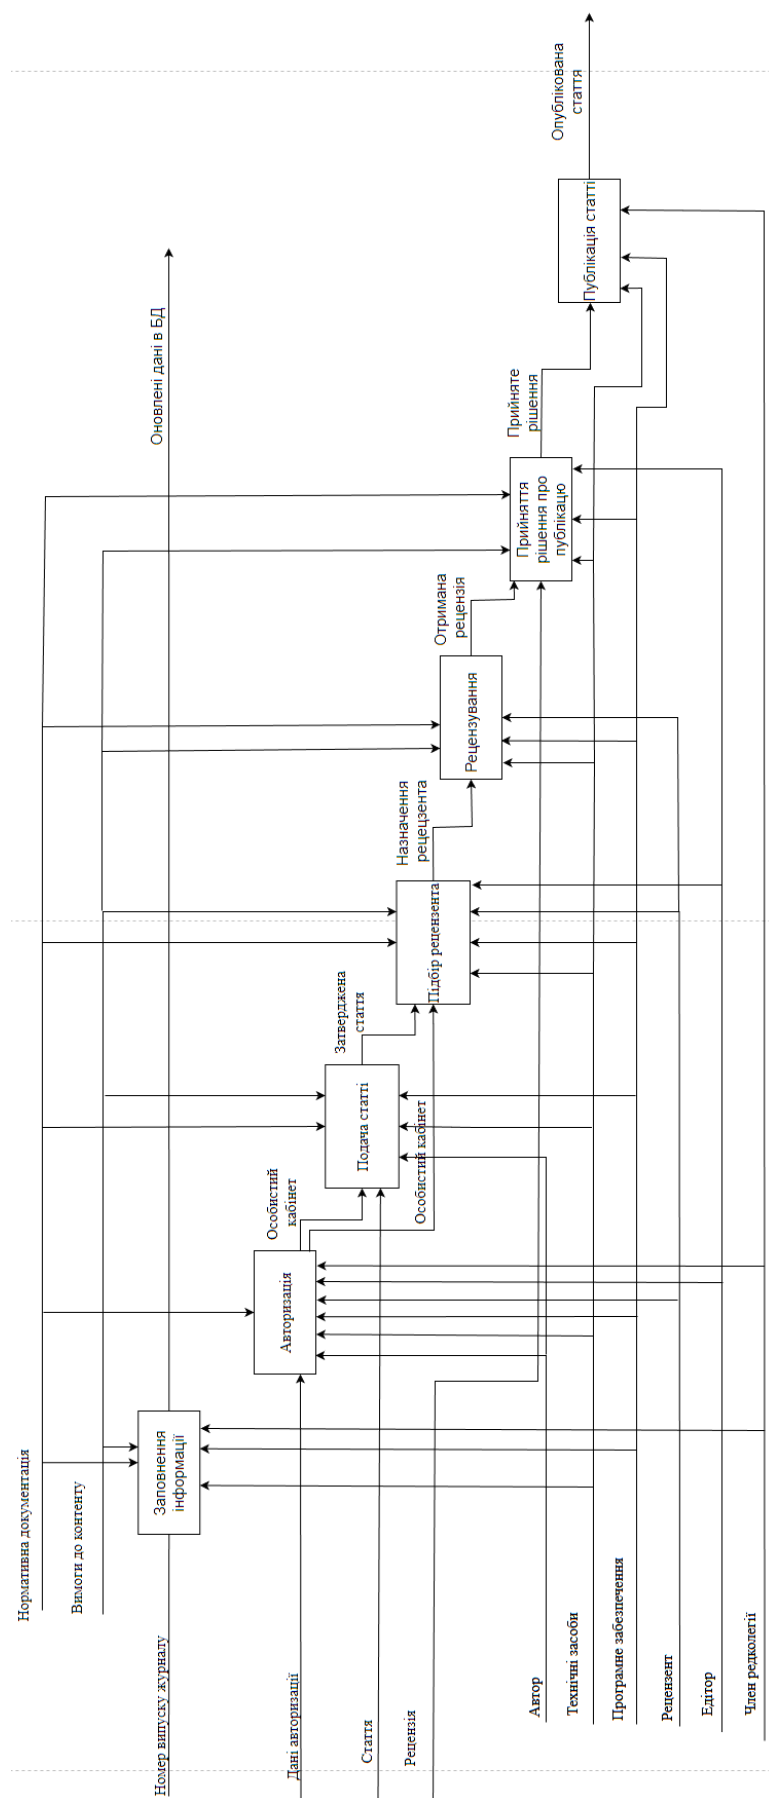 Нормативна документація
Вимоги до контенту
Номер випуску журналу
Заповнення
інформації
Оновлені дані в БД
Дані авторизації
Авторизація
Особистий
кабінет
Особистий кабінет
Стаття
Подача статті
Затверджена
стаття
Рецензія
Підбір рецензента
Назначення
рецецзента
Рецензування
Отримана
рецензія
Прийняття
рішення про
публікацю
Прийняте
рішення
Публікація статті
Опублікована
стаття
Автор
Технічні засоби
Програмне забезпечення
Рецензент
Едітор
Член редколегії